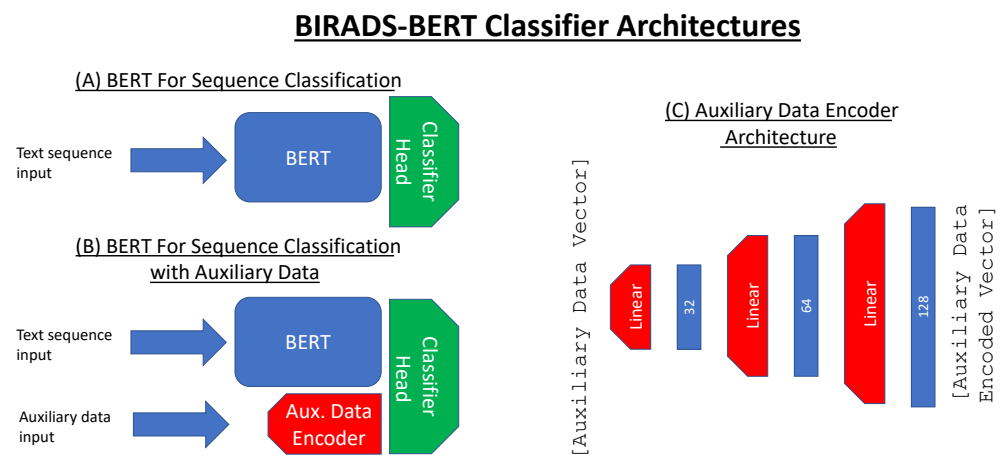 BIRADS-BERT Classifier Architectures
(A) BERT For Sequence Classification
Text sequence
input
BERT
Classifier
Head
(B) BERT For Sequence Classification
with Auxiliary Data
Text sequence
input
BERT
Auxiliary data
input
Aux. Data
Encoder
Classifier
Head
(C) Auxiliary Data Encoder
Architecture
[Auxiliary Data Vector]
Linear
32
Linear
64
Linear
128
[Auxiliary Data
Encoded Vector]